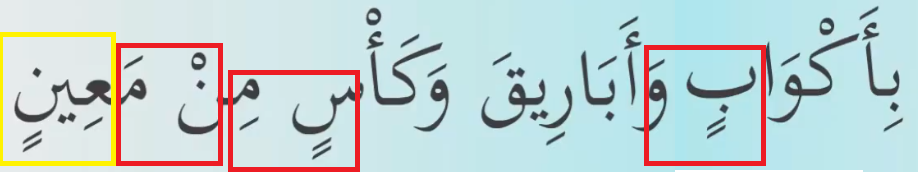 بِأَكْوَابٍ وَأَبَارِيقَ وَكَأْسٍ مِنْ مَعِينٍ